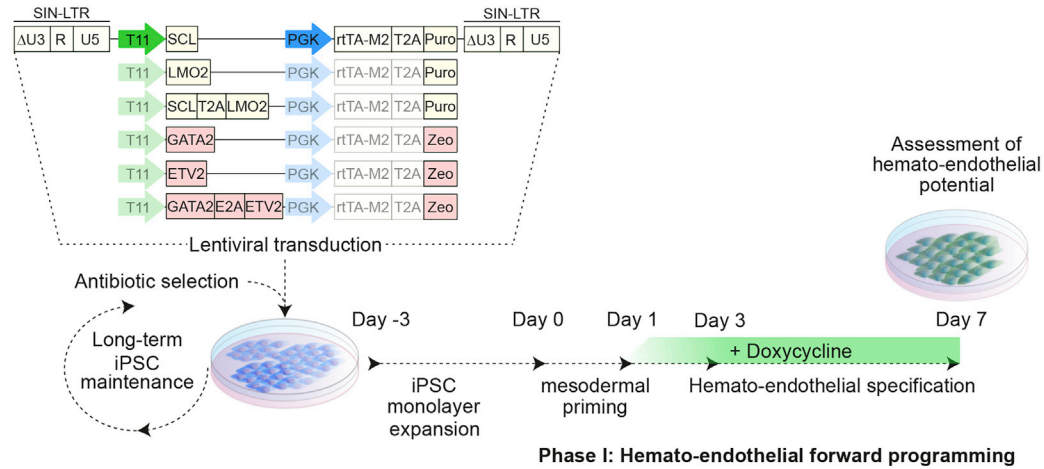 SIN-LTR
SIN-LTR
ΔU3 R U5 T11 SCL PGK rtTA-M2 T2A Puro ΔU3 R U5
T11 LMO2 PGK rtTA-M2 T2A Puro
T11 SCL T2A LMO2 PGK rtTA-M2 T2A Puro
T11 GATA2 PGK rtTA-M2 T2A Zeo
T11 ETV2 PGK rtTA-M2 T2A Zeo
T11 GATA2 E2A ETV2 PGK rtTA-M2 T2A Zeo
Lentiviral transduction
Antibiotic selection
Long-term
iPSC
maintenance
Assessment of
hemato-endothelial
potential
Day -3
Day 0
Day 1
Day 3
Day 7
+ Doxycycline
iPSC
monolayer
expansion
mesodermal
priming
Hemato-endothelial specification
Phase I: Hemato-endothelial forward programming